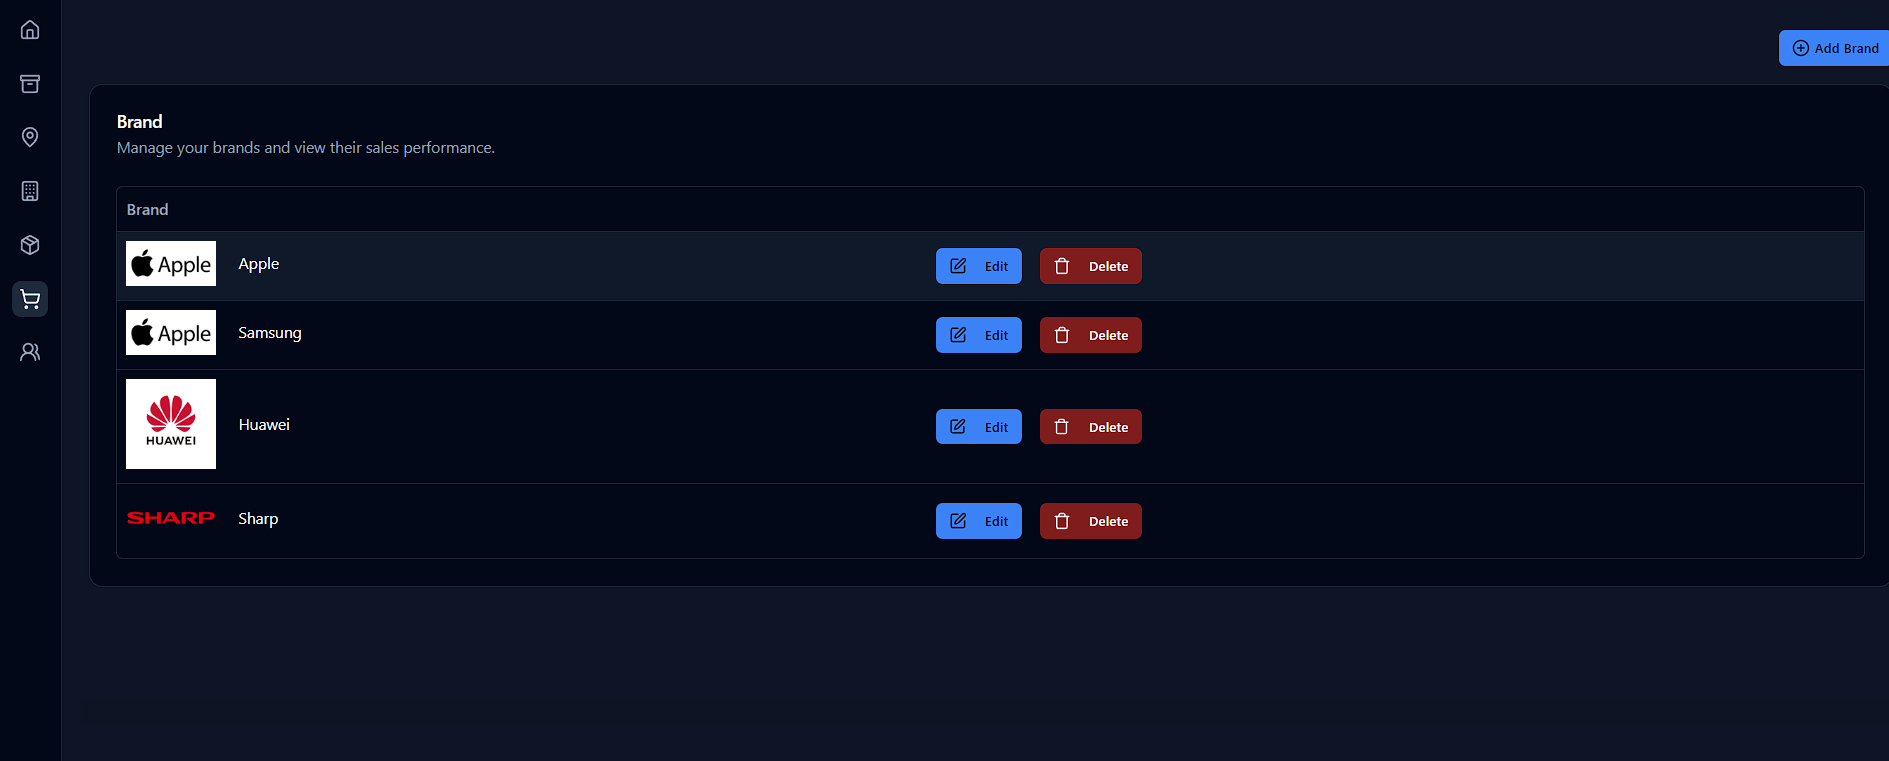 Add Brand
Brand
Manage your brands and view their sales performance.
Brand
Apple Apple Edit Delete
Apple Samsung Edit Delete
HUAWEI Huawei Edit Delete
SHARP Sharp Edit Delete